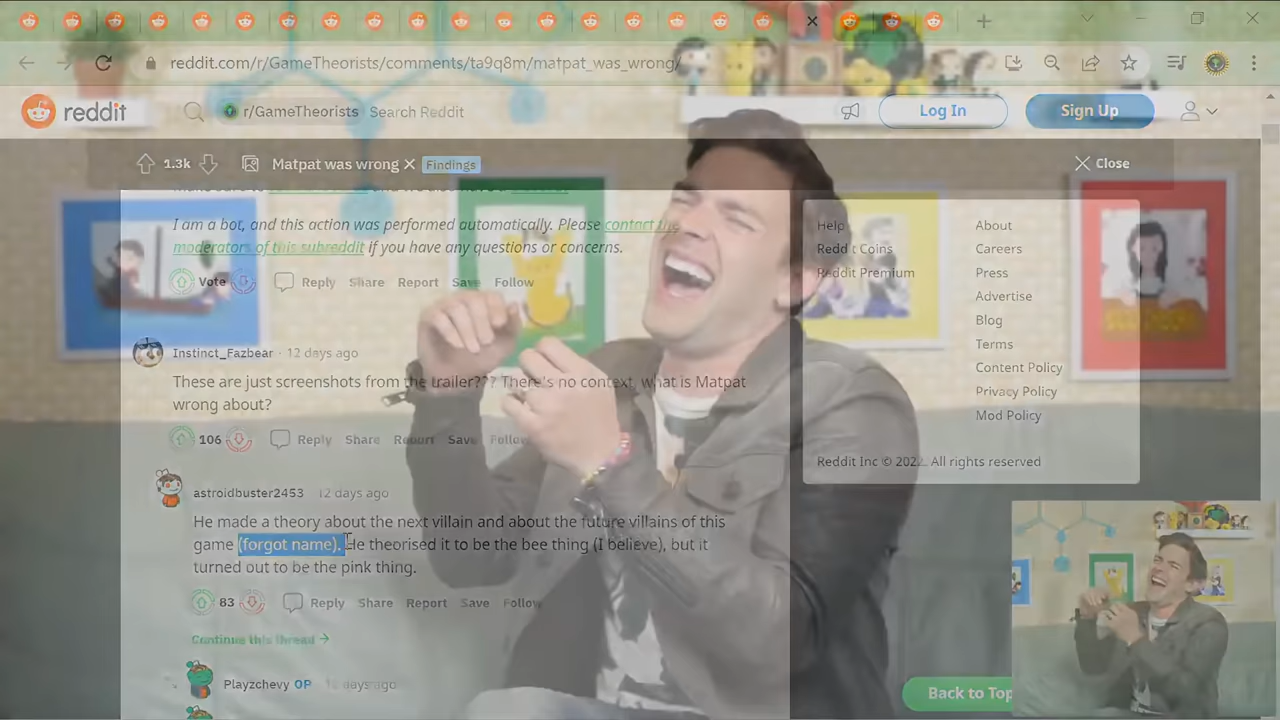 reddit.com/r/GameTheorists/comments/ta9q8m/matpat_was_wrong/
reddit
r/GameTheorists Search Reddit
Log In
Sign Up
1.3k
Matpat was wrong
Findings
Close
I am a bot, and this action was performed automatically. Please contact the
moderators of this subreddit if you have any questions or concerns.
Vote Reply Share Report Save Follow
Instinct_Fazbear · 12 days ago
These are just screenshots from the trailer??? There's no context, what is Matpat
wrong about?
106 Reply Share Report Save Follow
astroidbuster2453 12 days ago
He made a theory about the next villain and about the future villains of this
game (forgot name). He theorised it to be the bee thing (I believe), but it
turned out to be the pink thing.
83 Reply Share Report Save Follow
Continue this thread
Playzchevy OP · days ago
Help
Reddit Coins
Reddit Premium
About
Careers
Press
Advertise
Blog
Terms
Content Policy
Privacy Policy
Mod Policy
Reddit Inc © 2022. All rights reserved
Back to Top